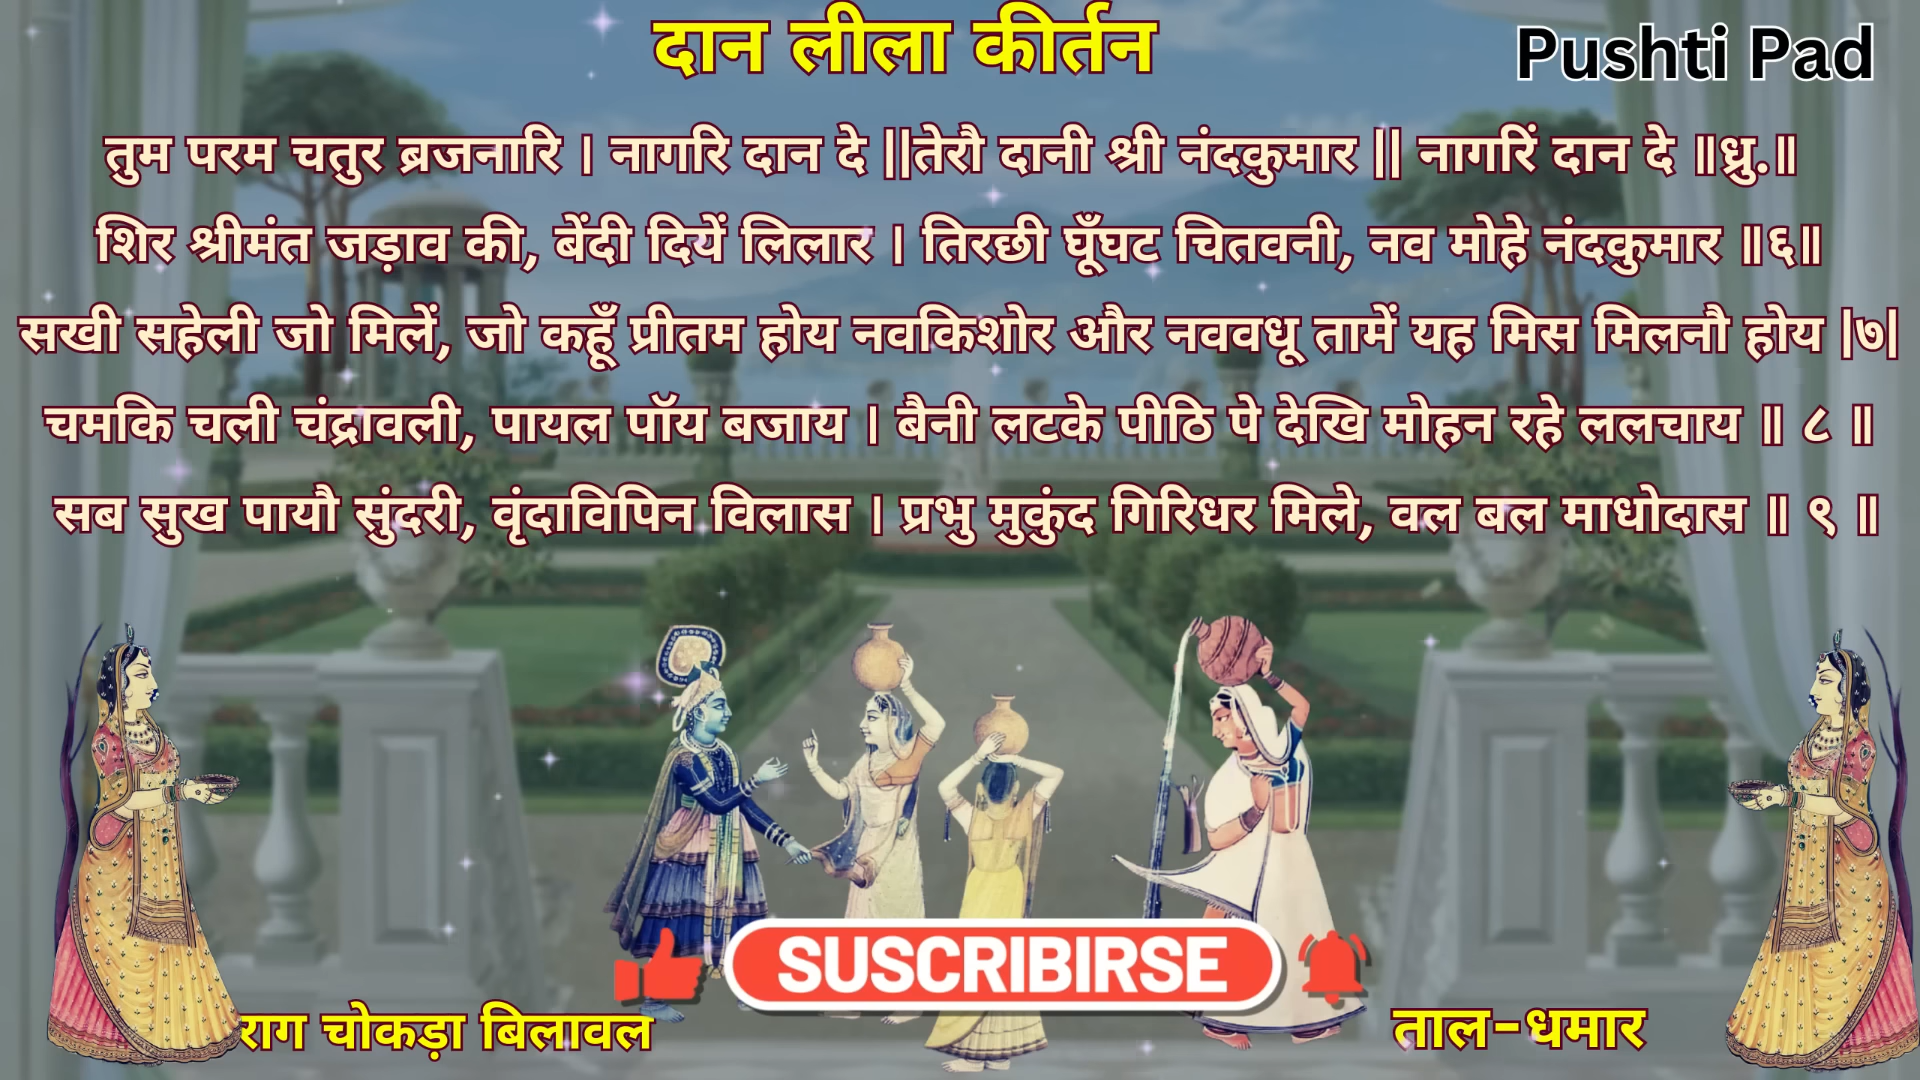 दान लीला कीर्तन
Pushti Pad
तुम परम चतुर ब्रजनारि । नागरि दान दे ||तेरौ दानी श्री नंदकुमार || नागरिं दान दे ॥ध्रु.॥
शिर श्रीमंत जड़ाव की, बेंदी दियें लिलार । तिरछी घूँघट चितवनी, नव मोहे नंदकुमार ॥६॥
सखी सहेली जो मिलें, जो कहूँ प्रीतम होय नवकिशोर और नववधू तामें यह मिस मिलनौ होय |७|
चमकि चली चंद्रावली, पायल पॉय बजाय । बैनी लटके पीठि पे देखि मोहन रहे ललचाय ॥ ८ ॥
सब सुख पायौ सुंदरी, वृंदाविपिन विलास । प्रभु मुकुंद गिरिधर मिले, वल बल माधोदास ॥ ९ ॥
SUSCRIBIRSE
राग चोकड़ा बिलावल
ताल-धमार